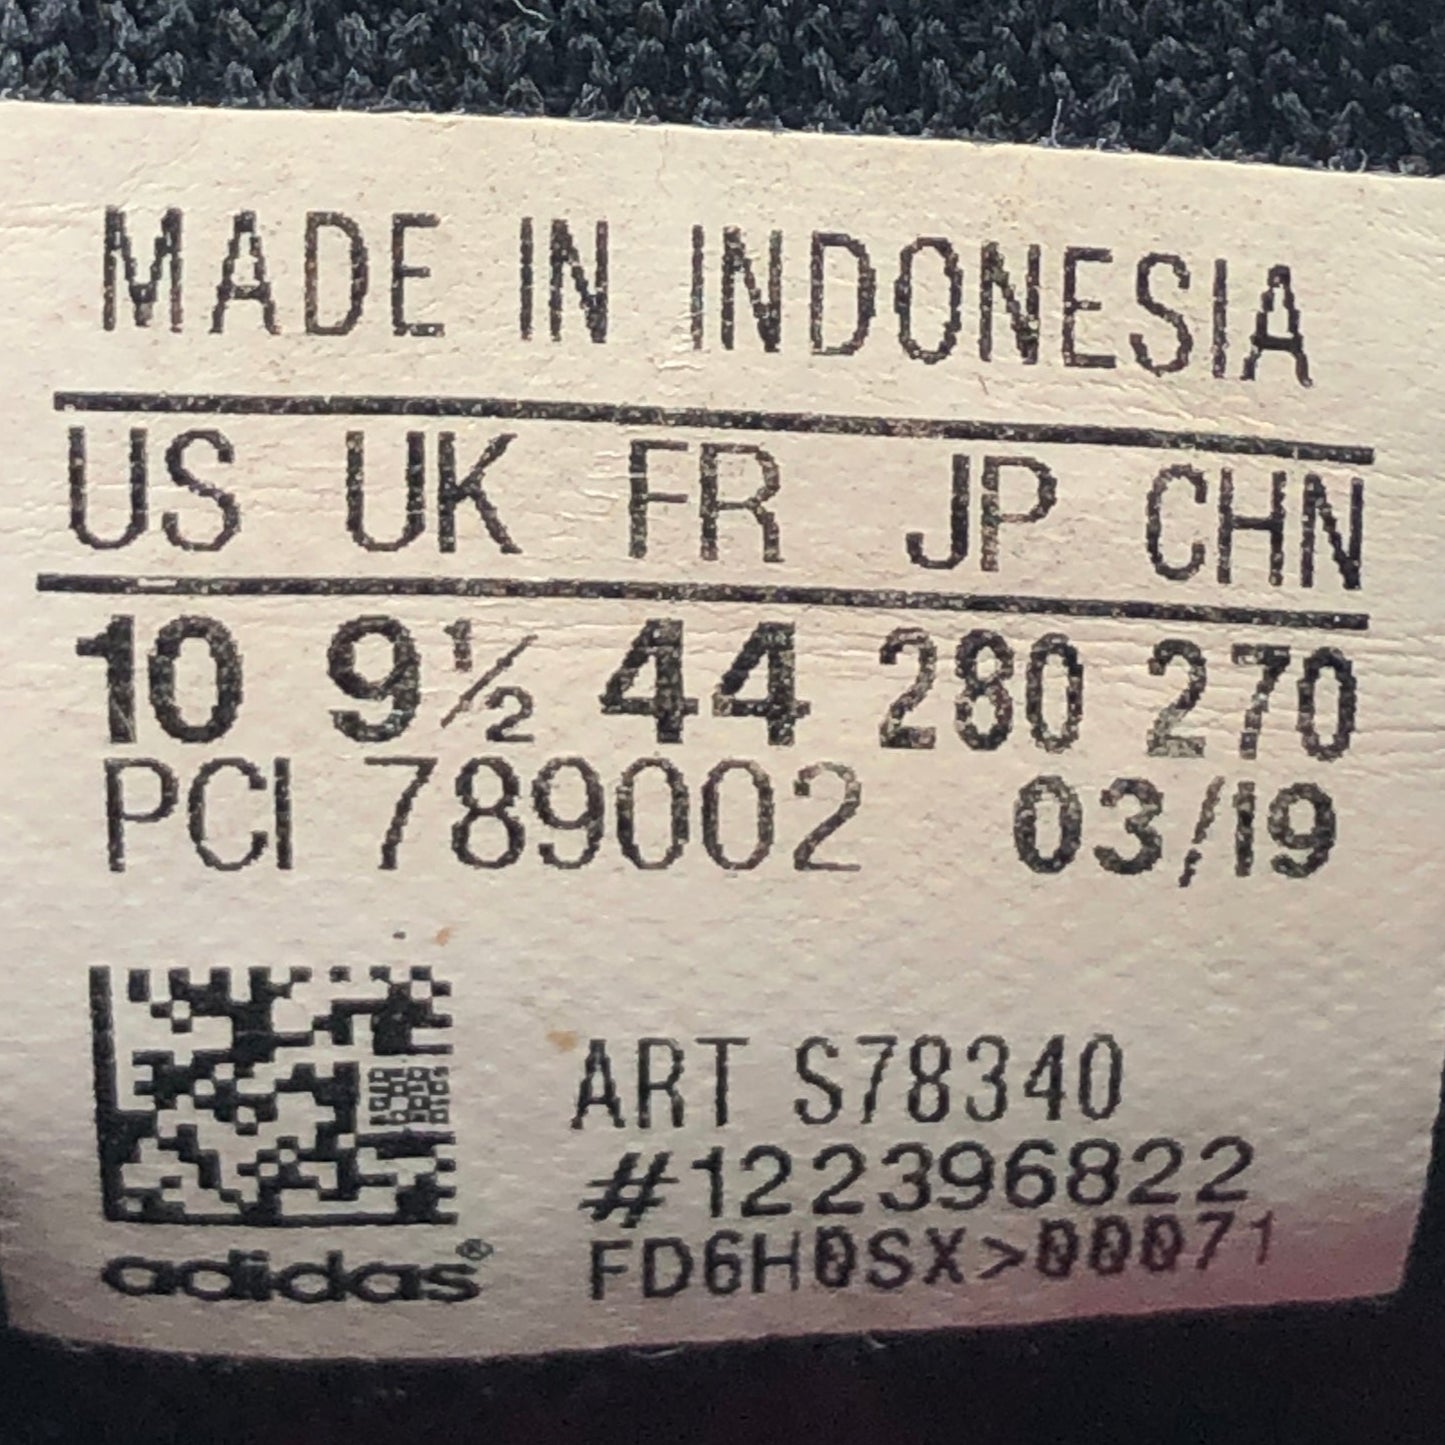 MADE IN INDONESIA
US UK FR JP CHN
10 9½ 44 280 270
PCI 789002 03/19
ART S78340
#122396822
FD6H0SX>00071
adidas®